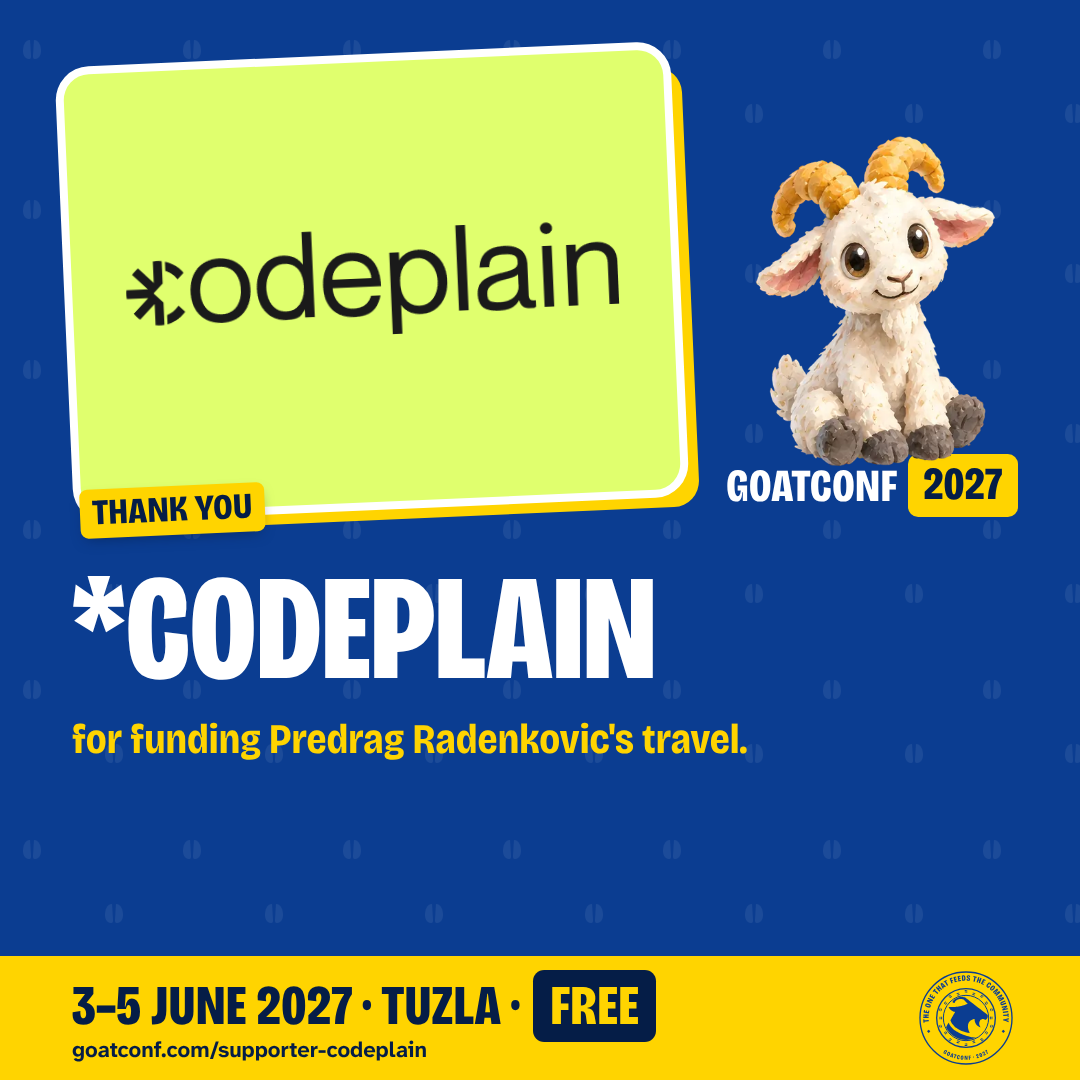 codeplain
THANK YOU
GOATCONF 2027
*CODEPLAIN
for funding Predrag Radenkovic's travel.
3–5 JUNE 2027 · TUZLA · FREE
goatconf.com/supporter-codeplain
THE ONE THAT FEEDS THE COMMUNITY
GOATCONF · 2027